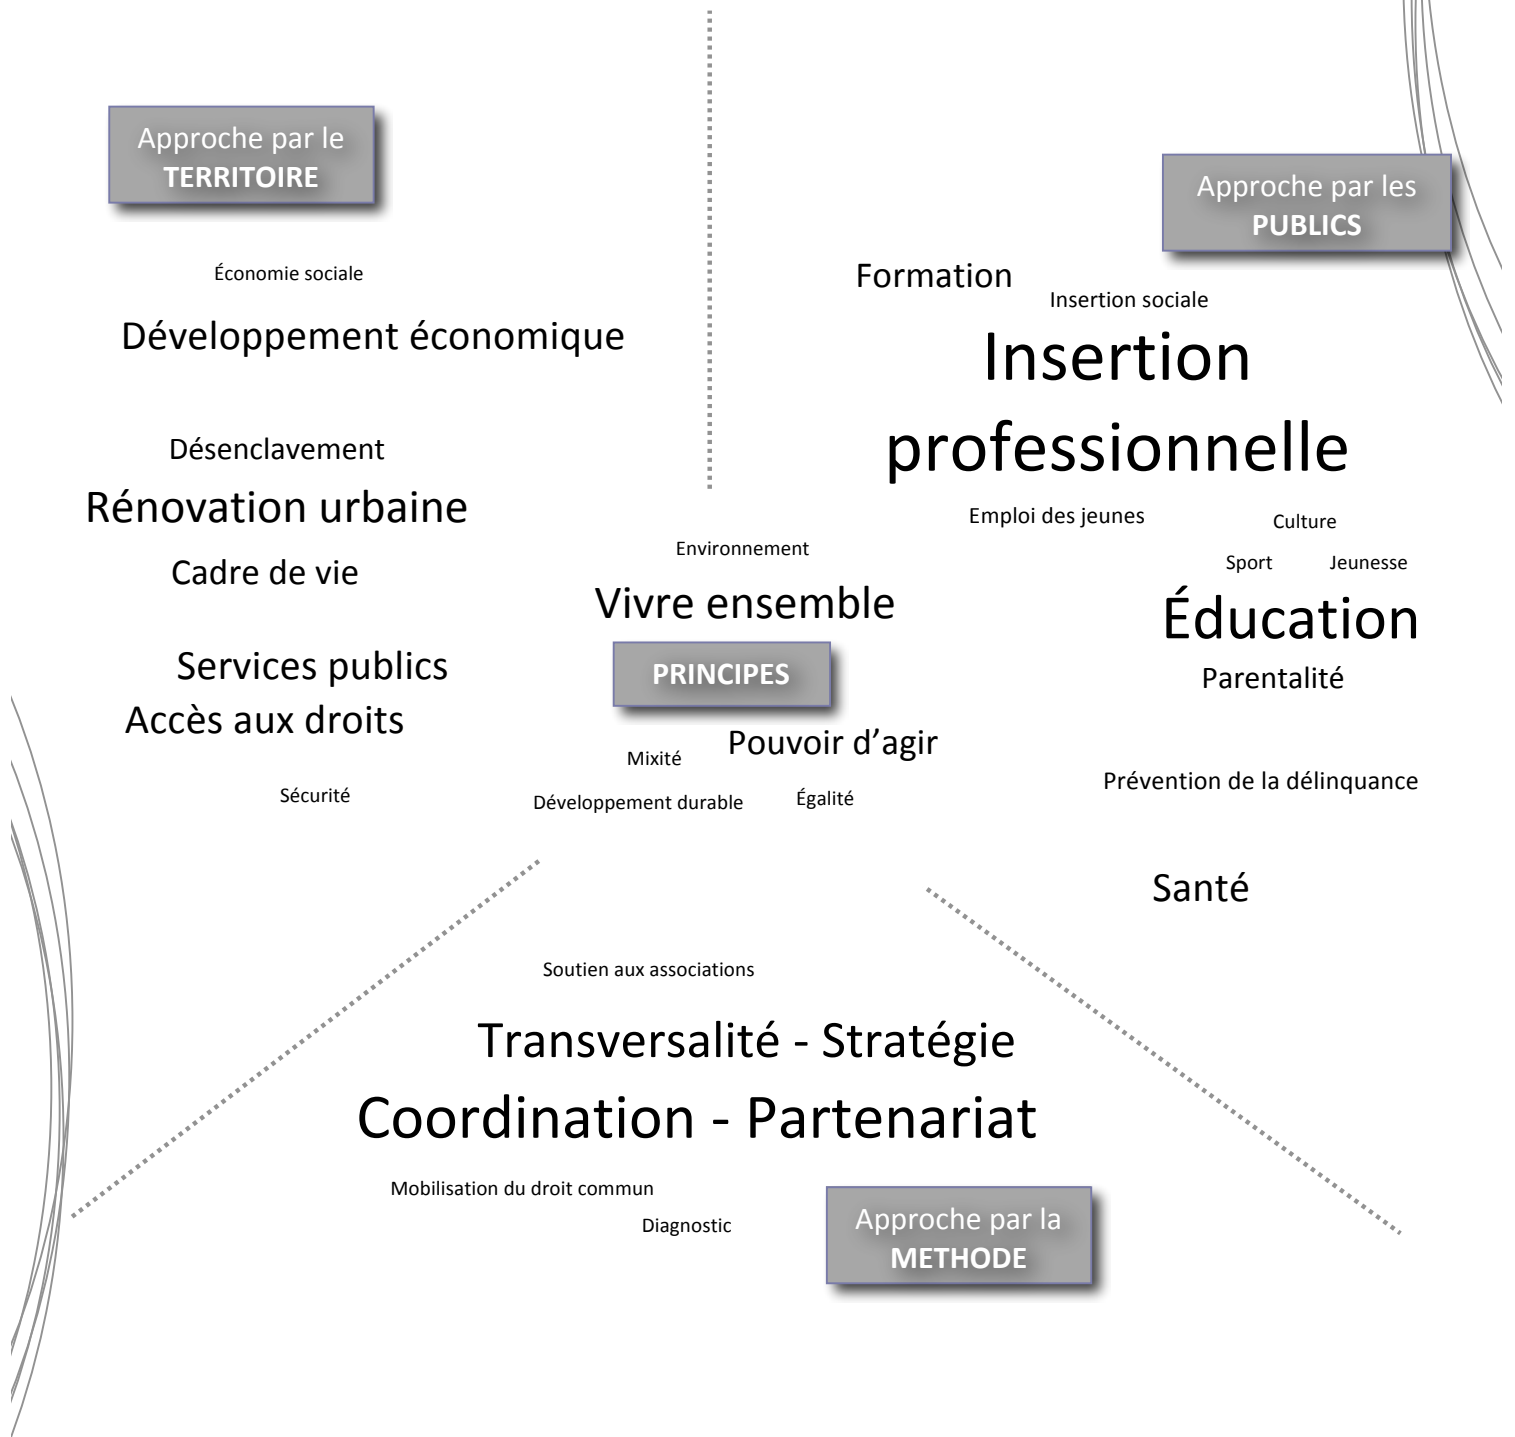 Approche par le
TERRITOIRE
Économie sociale
Développement économique
Désenclavement
Rénovation urbaine
Cadre de vie
Services publics
Accès aux droits
Sécurité
Approche par les
PUBLICS
Formation
Insertion sociale
Insertion
professionnelle
Emploi des jeunes
Culture
Sport
Jeunesse
Éducation
Parentalité
Prévention de la délinquance
Santé
Environnement
Vivre ensemble
PRINCIPES
Pouvoir d’agir
Mixité
Développement durable
Égalité
Soutien aux associations
Transversalité - Stratégie
Coordination - Partenariat
Mobilisation du droit commun
Diagnostic
Approche par la
METHODE